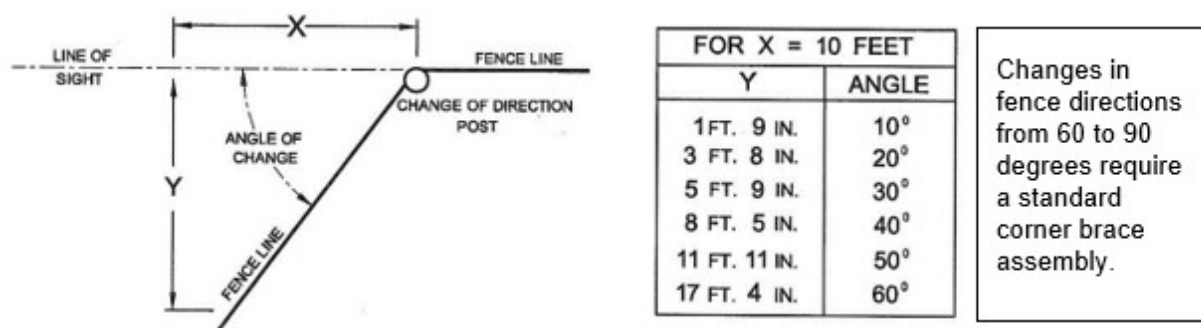 X
LINE OF
SIGHT
FENCE LINE
CHANGE OF DIRECTION
POST
ANGLE OF
CHANGE
Y
FENCE LINE
FOR X = 10 FEET
Y ANGLE
1 FT. 9 IN. 10°
3 FT. 8 IN. 20°
5 FT. 9 IN. 30°
8 FT. 5 IN. 40°
11 FT. 11 IN. 50°
17 FT. 4 IN. 60°
Changes in
fence directions
from 60 to 90
degrees require
a standard
corner brace
assembly.